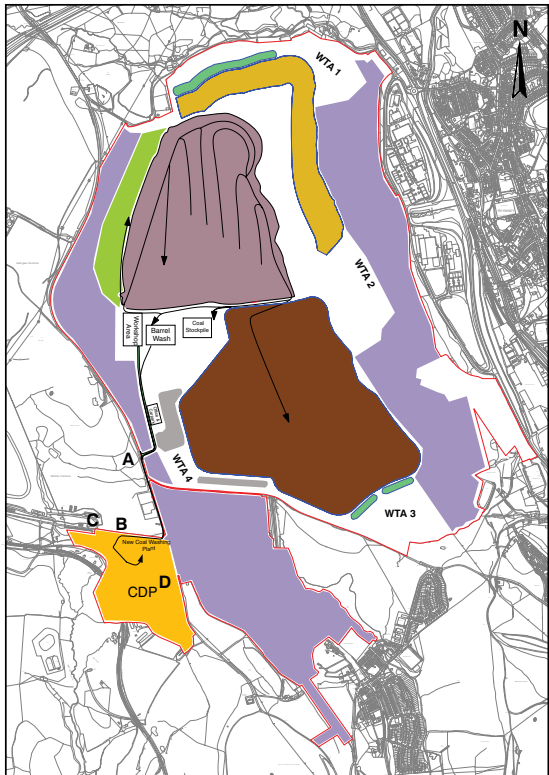 N
WTA 1
WTA 2
Workshop
Area
Barrel
Wash
Coal
Stockpile
A
WTA 4
WTA 3
C
B
New Coal Washing
Plant
D
CDP